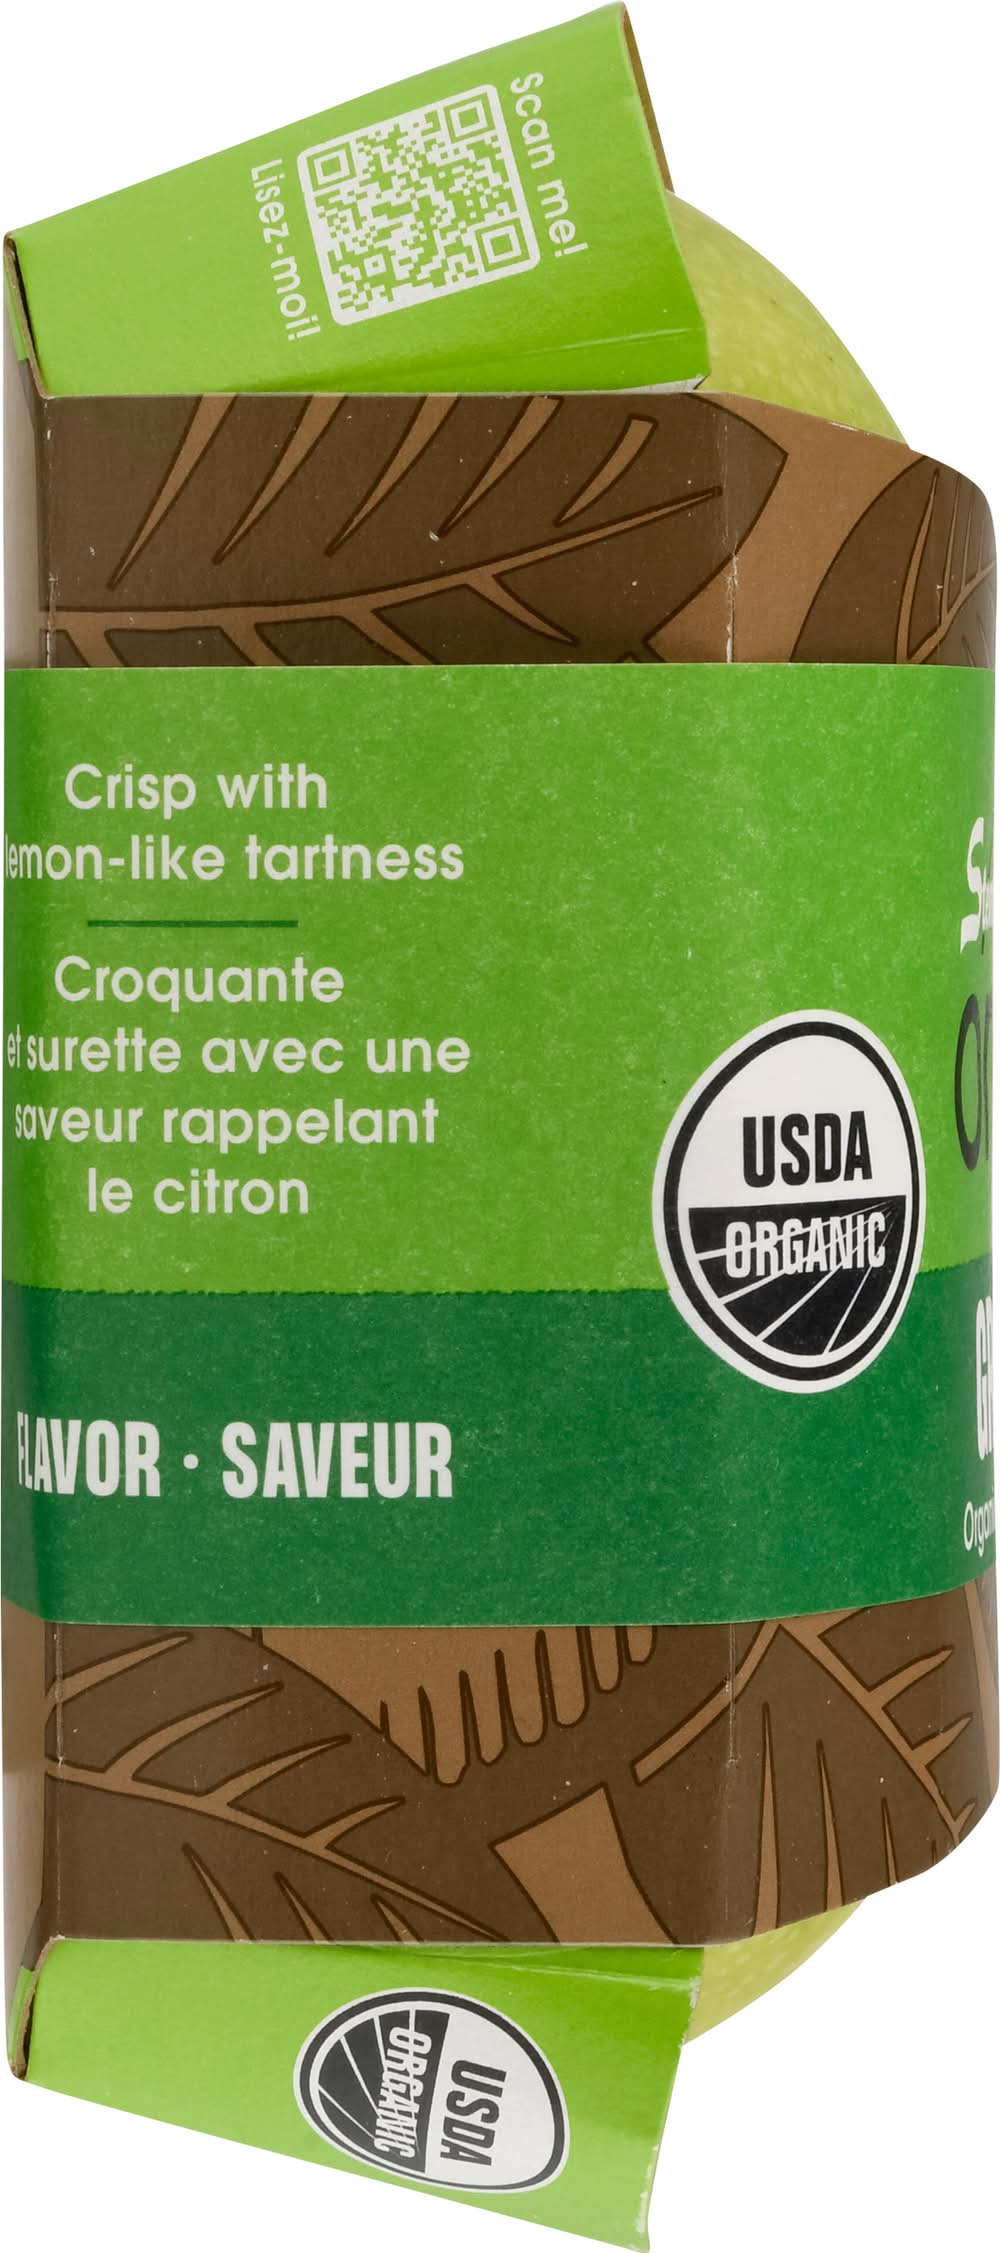 Scan me!
Lisez-moi!
Crisp with
lemon-like tartness
Croquante
et surette avec une
saveur rappelant
le citron
USDA
ORGANIC
FLAVOR · SAVEUR
USDA
ORGANIC